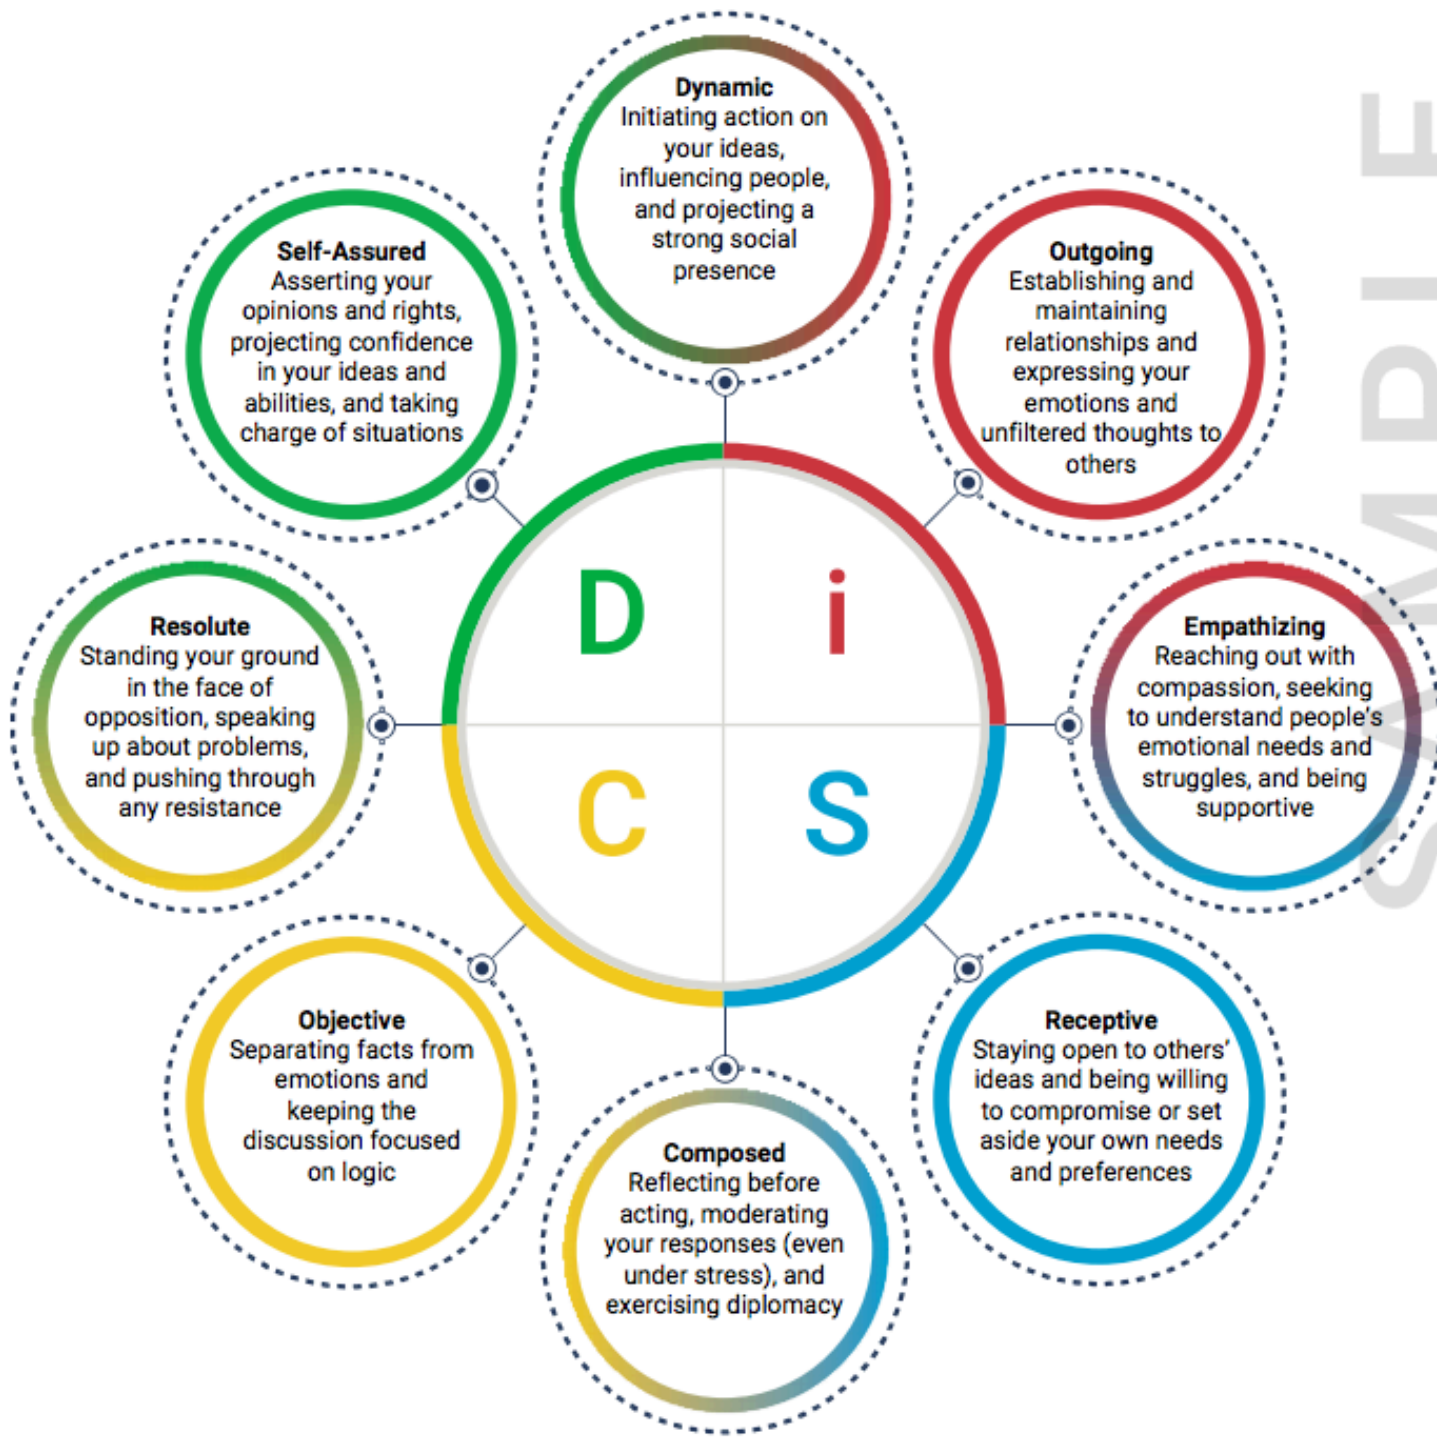 Dynamic
Initiating action on
your ideas,
influencing people,
and projecting a
strong social
presence
Self-Assured
Asserting your
opinions and rights,
projecting confidence
in your ideas and
abilities, and taking
charge of situations
Outgoing
Establishing and
maintaining
relationships and
expressing your
emotions and
unfiltered thoughts to
others
Resolute
Standing your ground
in the face of
opposition, speaking
up about problems,
and pushing through
any resistance
D
i
C
S
Empathizing
Reaching out with
compassion, seeking
to understand people's
emotional needs and
struggles, and being
supportive
Objective
Separating facts from
emotions and
keeping the
discussion focused
on logic
Composed
Reflecting before
acting, moderating
your responses (even
under stress), and
exercising diplomacy
Receptive
Staying open to others'
ideas and being willing
to compromise or set
aside your own needs
and preferences
SAMPLE